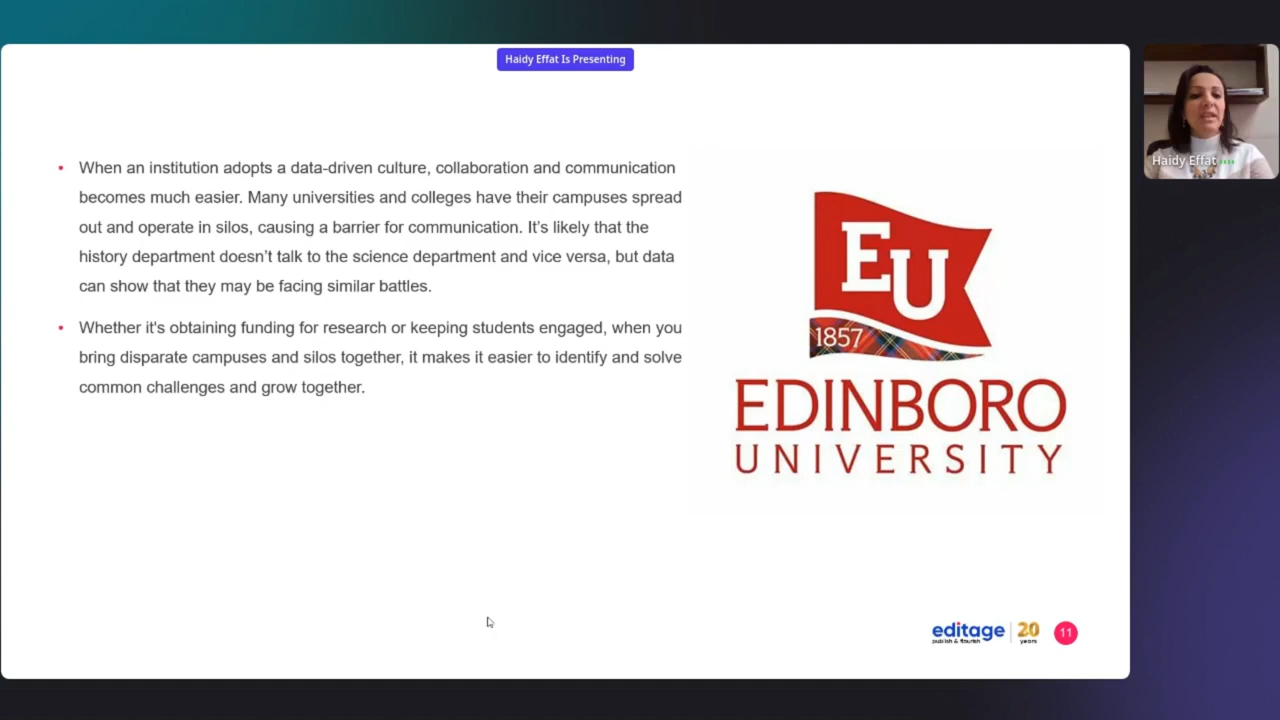 Haidy Effat Is Presenting
Haidy Effat
• When an institution adopts a data-driven culture, collaboration and communication
becomes much easier. Many universities and colleges have their campuses spread
out and operate in silos, causing a barrier for communication. It’s likely that the
history department doesn’t talk to the science department and vice versa, but data
can show that they may be facing similar battles.
• Whether it's obtaining funding for research or keeping students engaged, when you
bring disparate campuses and silos together, it makes it easier to identify and solve
common challenges and grow together.
EU
1857
EDINBORO
UNIVERSITY
editage
publish & flourish
20
years
11